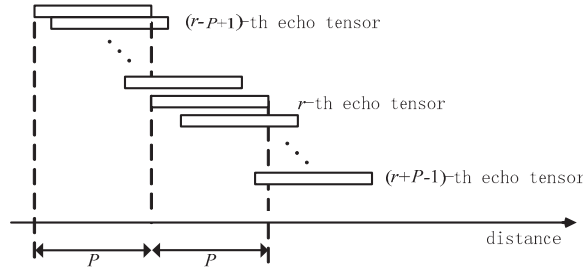 (r-P+1)-th echo tensor
r-th echo tensor
(r+P-1)-th echo tensor
distance
P P